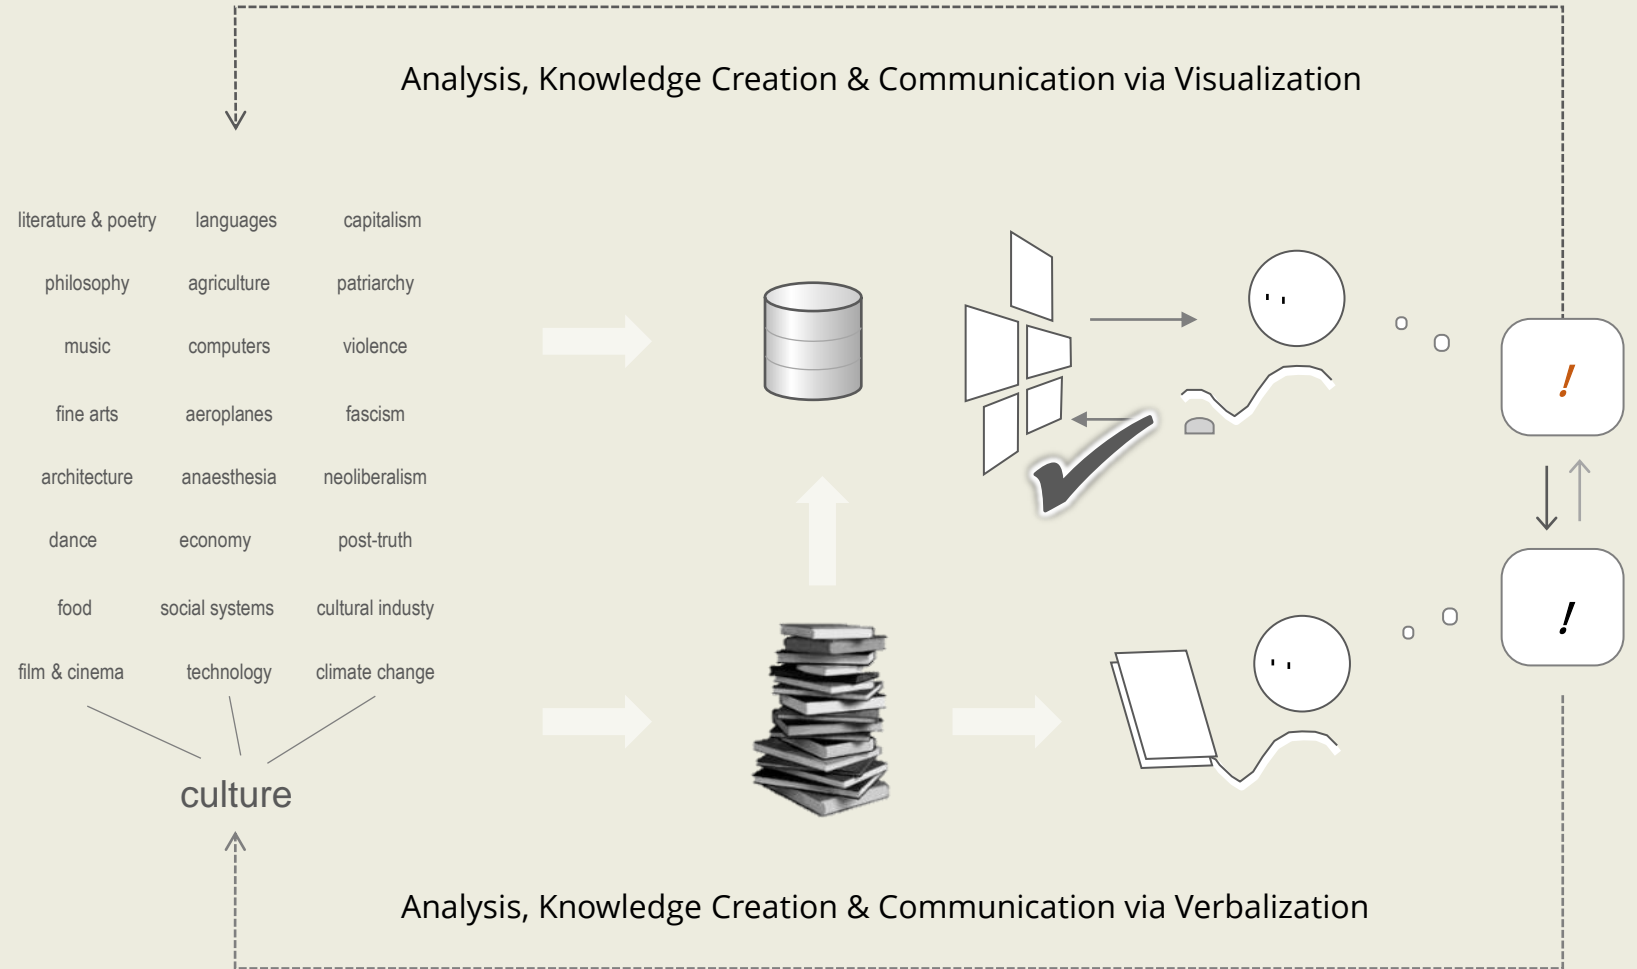 Analysis, Knowledge Creation & Communication via Visualization
literature & poetry languages capitalism
philosophy agriculture patriarchy
music computers violence
fine arts aeroplanes fascism
architecture anaesthesia neoliberalism
dance economy post-truth
food social systems cultural industy
film & cinema technology climate change
culture
!
!
Analysis, Knowledge Creation & Communication via Verbalization